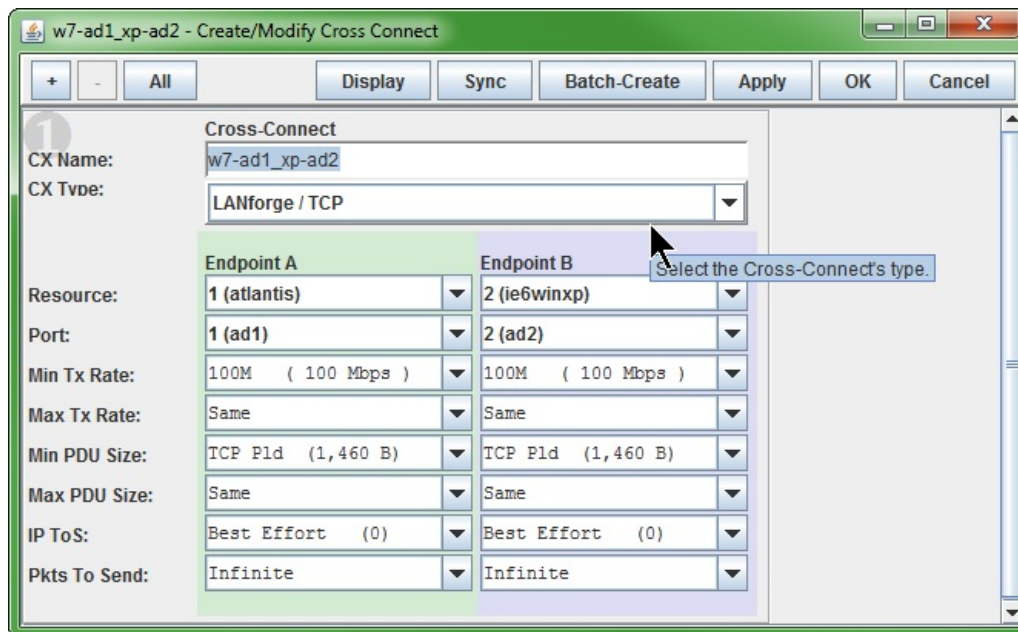 w7-ad1_xp-ad2 - Create/Modify Cross Connect
+ - All Display Sync Batch-Create Apply OK Cancel
1
Cross-Connect
CX Name: w7-ad1_xp-ad2
CX Type: LANforge / TCP
Endpoint A Endpoint B
Select the Cross-Connect's type.
Resource: 1 (atlantis) 2 (ie6winxp)
Port: 1 (ad1) 2 (ad2)
Min Tx Rate: 100M ( 100 Mbps ) 100M ( 100 Mbps )
Max Tx Rate: Same Same
Min PDU Size: TCP Pld (1,460 B) TCP Pld (1,460 B)
Max PDU Size: Same Same
IP ToS: Best Effort (0) Best Effort (0)
Pkts To Send: Infinite Infinite